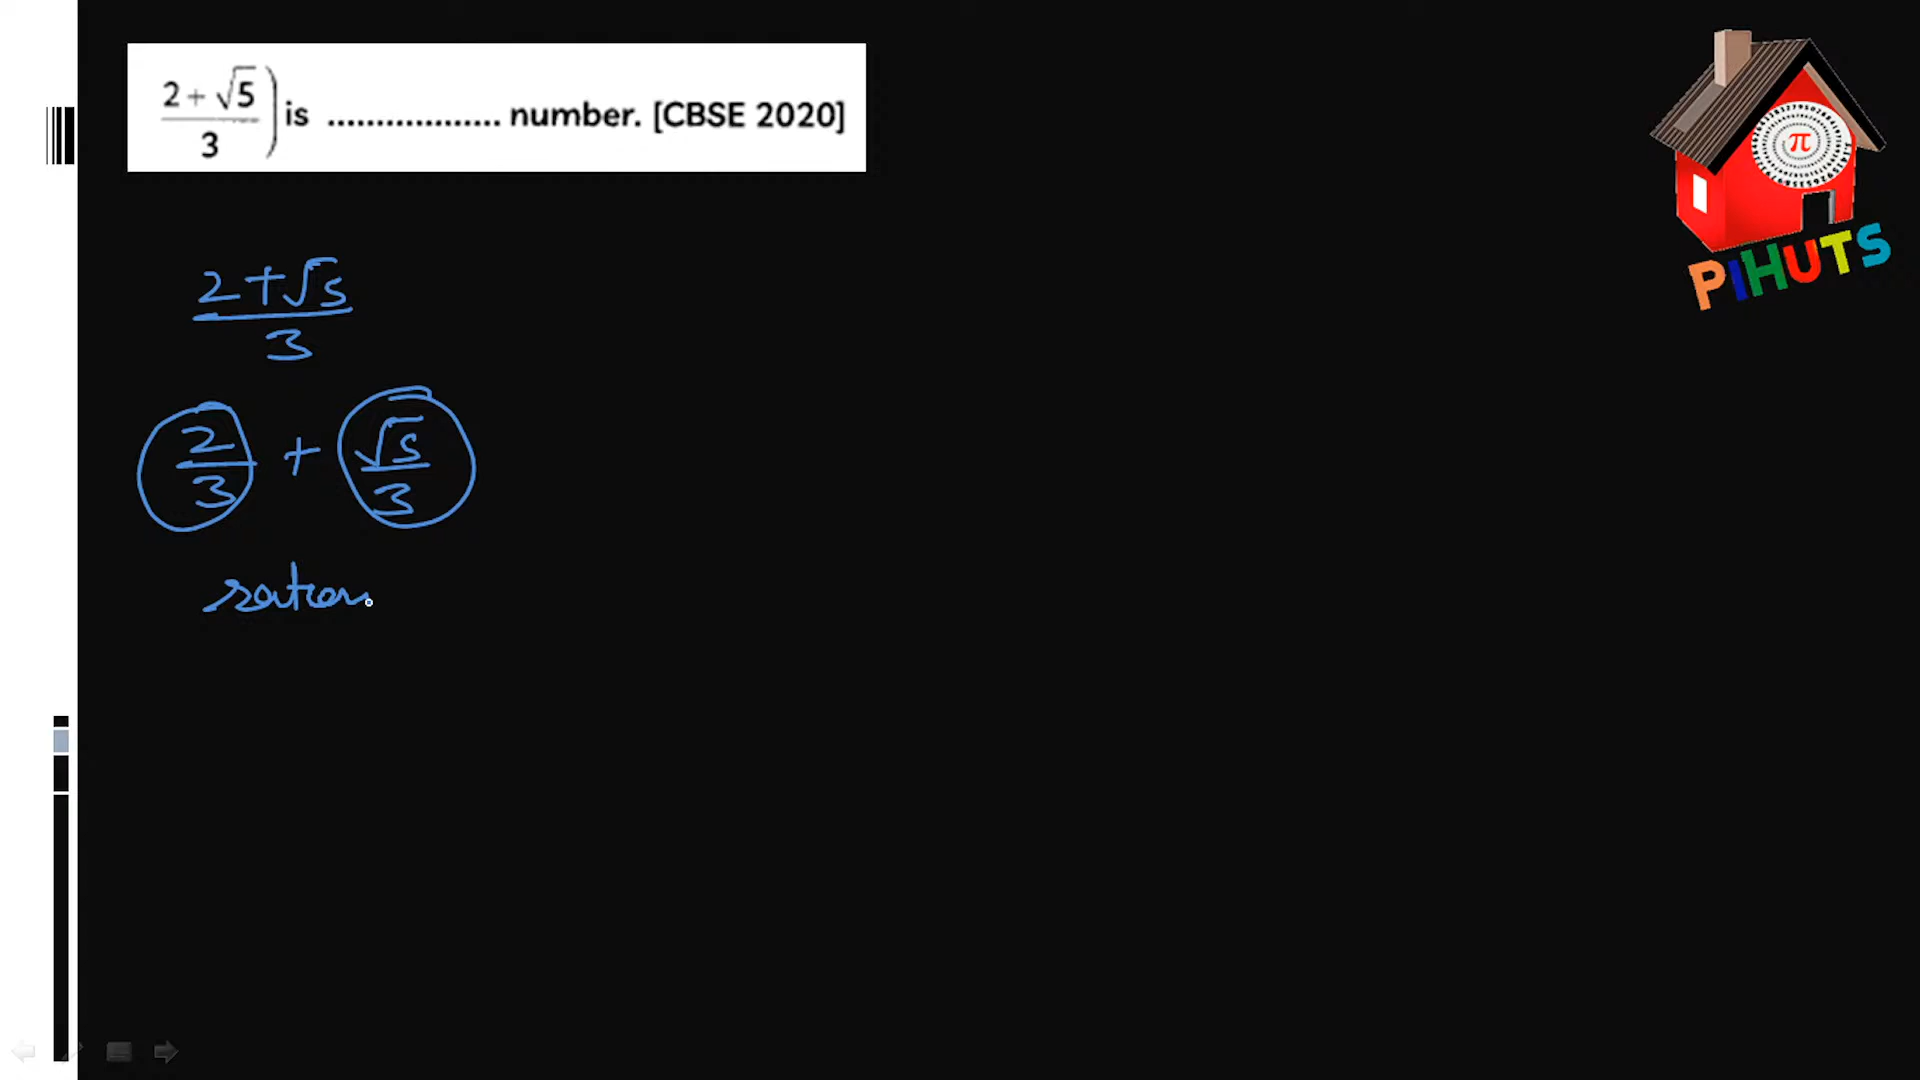 (2 + √5)/3) is .................. number. [CBSE 2020]
π
PIHUTS
2+√5
3
2/3 + √5/3
ration